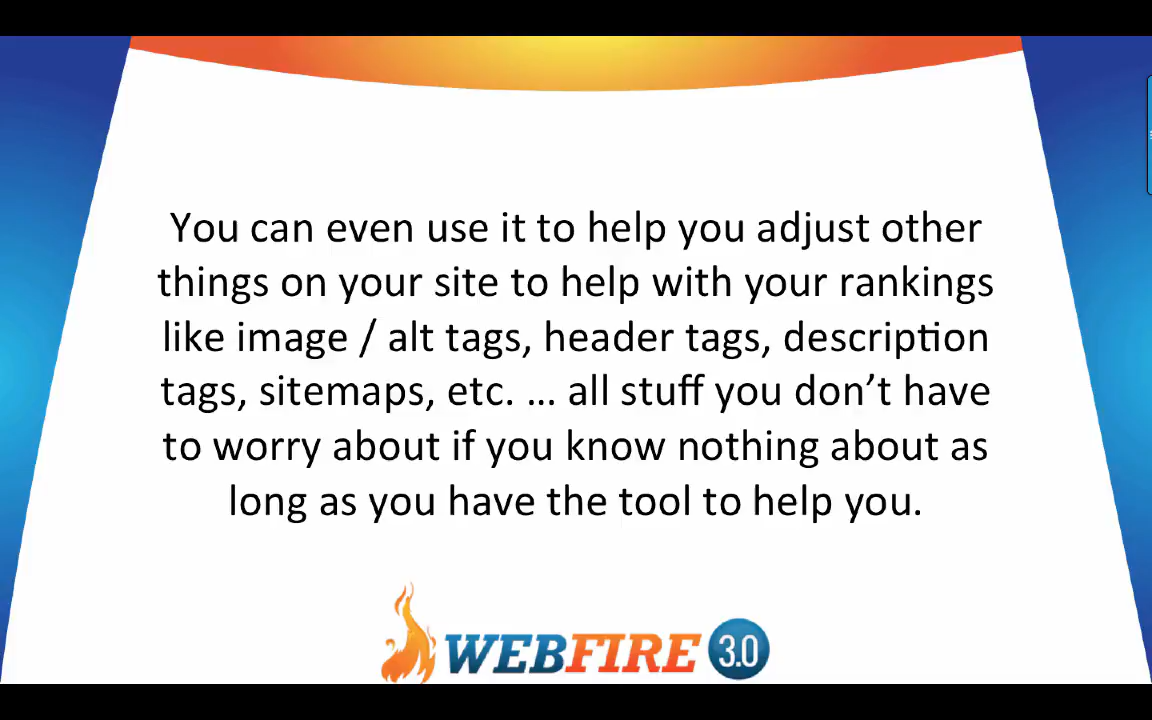 You can even use it to help you adjust other
things on your site to help with your rankings
like image / alt tags, header tags, description
tags, sitemaps, etc. … all stuff you don’t have
to worry about if you know nothing about as
long as you have the tool to help you.
WEBFIRE 3.0